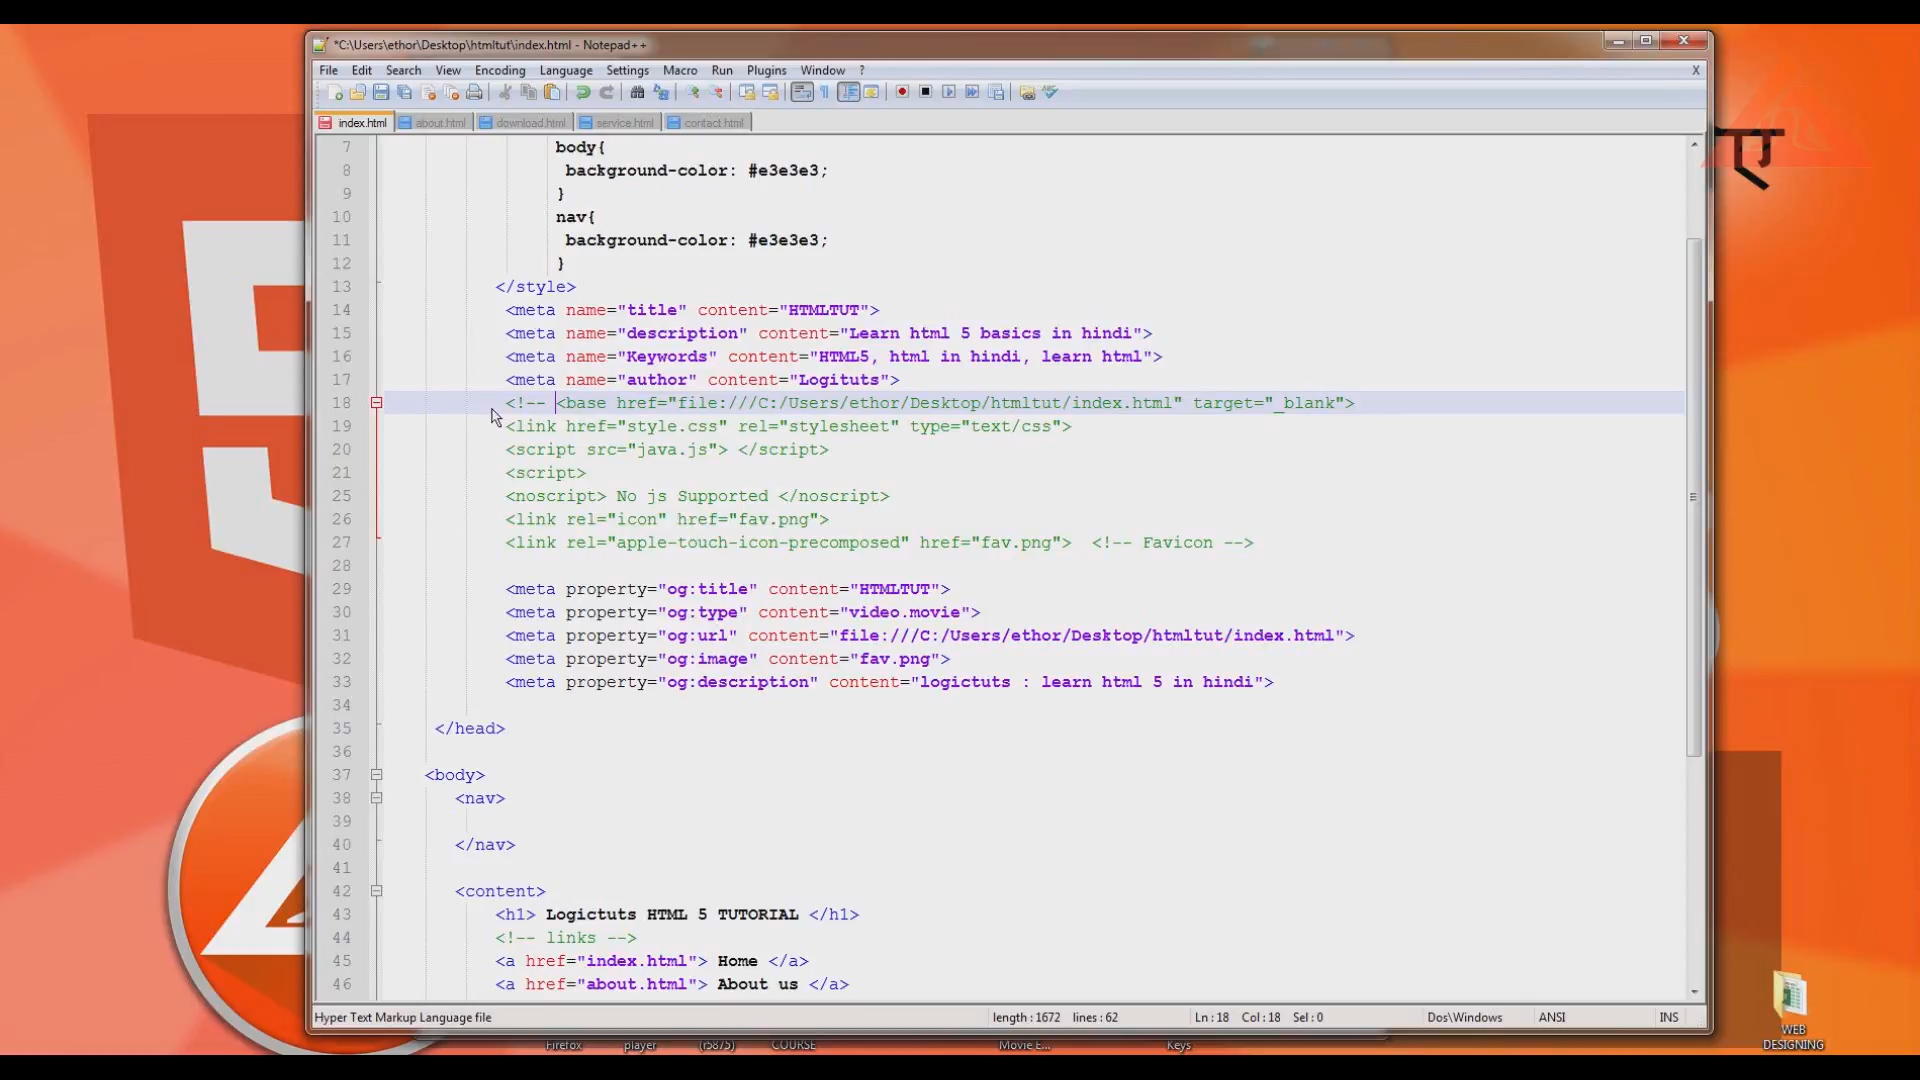 *C:\Users\ethor\Desktop\htmltut\index.html - Notepad++
File Edit Search View Encoding Language Settings Macro Run Plugins Window ? X
index.html about.html download.html service.html contact.html
ए
7 body{
8 background-color: #e3e3e3;
9 }
10 nav{
11 background-color: #e3e3e3;
12 }
13 </style>
14 <meta name="title" content="HTMLTUT">
15 <meta name="description" content="Learn html 5 basics in hindi">
16 <meta name="Keywords" content="HTML5, html in hindi, learn html">
17 <meta name="author" content="Logituts">
18 <!-- <base href="file:///C:/Users/ethor/Desktop/htmltut/index.html" target="_blank">
19 <link href="style.css" rel="stylesheet" type="text/css">
20 <script src="java.js"> </script>
21 <script>
25 <noscript> No js Supported </noscript>
26 <link rel="icon" href="fav.png">
27 <link rel="apple-touch-icon-precomposed" href="fav.png"> <!-- Favicon -->
28
29 <meta property="og:title" content="HTMLTUT">
30 <meta property="og:type" content="video.movie">
31 <meta property="og:url" content="file:///C:/Users/ethor/Desktop/htmltut/index.html">
32 <meta property="og:image" content="fav.png">
33 <meta property="og:description" content="logictuts : learn html 5 in hindi">
34
35 </head>
36
37 <body>
38 <nav>
39
40 </nav>
41
42 <content>
43 <h1> Logictuts HTML 5 TUTORIAL </h1>
44 <!-- links -->
45 <a href="index.html"> Home </a>
46 <a href="about.html"> About us </a>
Hyper Text Markup Language file length : 1672 lines : 62 Ln : 18 Col : 18 Sel : 0 Dos\Windows ANSI INS
Firefox player (r5875) COURSE Movie E... Keys
WEB
DESIGNING